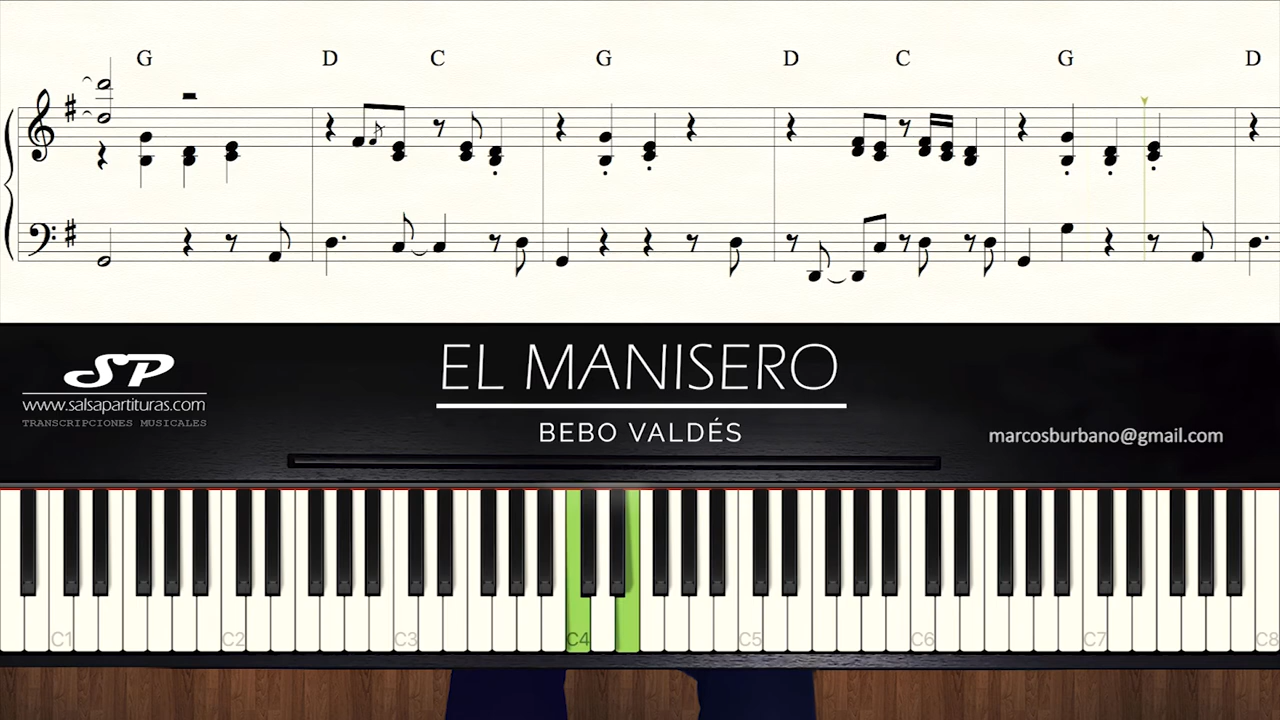 G D C G D C G D
SP
www.salsapartituras.com
TRANSCRIPCIONES MUSICALES
EL MANISERO
BEBO VALDÉS
marcosburbano@gmail.com
C1 C2 C3 C4 C5 C6 C7 C8